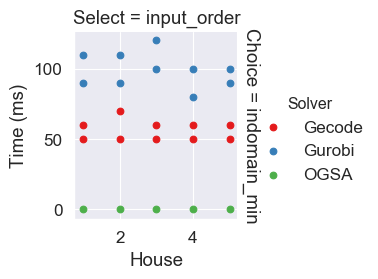 Select = input_order
Time (ms)
100
50
0
2
4
House
Choice = indomain_min
Solver
Gecode
Gurobi
OGSA